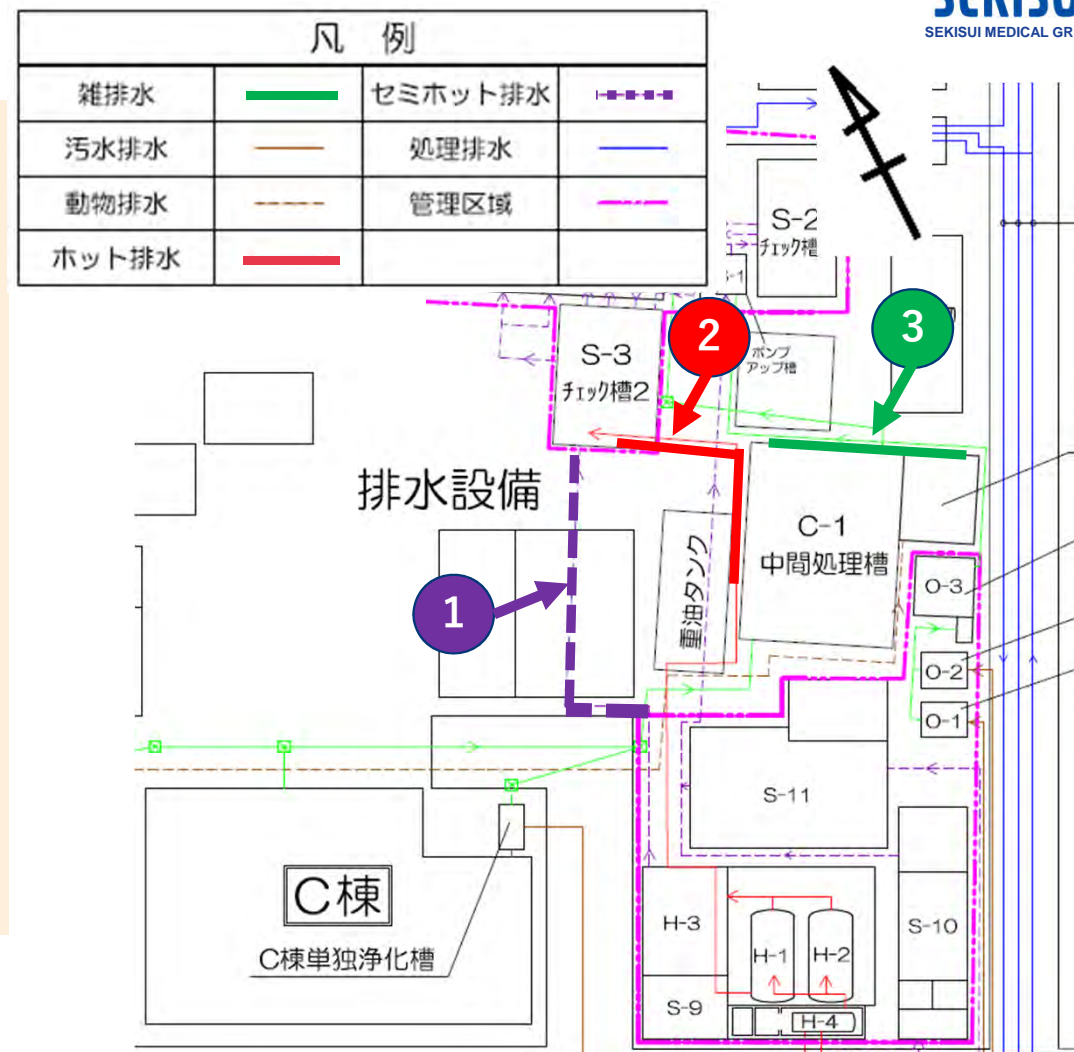 SEKISUI MEDICAL GR
凡 例
雑排水
セミホット排水
汚水排水
処理排水
動物排水
管理区域
ホット排水
S-2
チェック槽
S-3
チェック槽2
ポンプ
アップ槽
2
3
排水設備
重油タンク
C-1
中間処理槽
1
O-3
O-2
O-1
S-11
C棟
C棟単独浄化槽
H-3
H-1
H-2
S-10
S-9
H-4